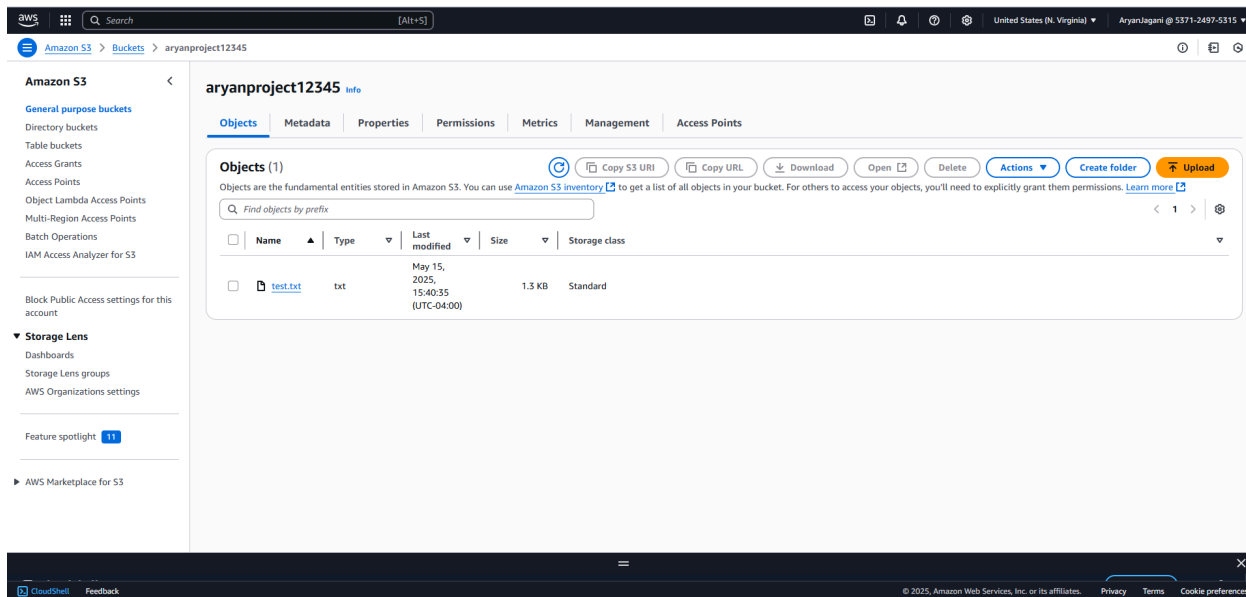 aws
Search
[Alt+S]
United States (N. Virginia)
AryanJagani @ 5371-2497-5315
Amazon S3 > Buckets > aryanproject12345
Amazon S3
General purpose buckets
Directory buckets
Table buckets
Access Grants
Access Points
Object Lambda Access Points
Multi-Region Access Points
Batch Operations
IAM Access Analyzer for S3
Block Public Access settings for this
account
Storage Lens
Dashboards
Storage Lens groups
AWS Organizations settings
Feature spotlight 11
AWS Marketplace for S3
aryanproject12345 Info
Objects Metadata Properties Permissions Metrics Management Access Points
Objects (1)
Copy S3 URI Copy URL Download Open Delete Actions Create folder Upload
Objects are the fundamental entities stored in Amazon S3. You can use Amazon S3 inventory to get a list of all objects in your bucket. For others to access your objects, you'll need to explicitly grant them permissions. Learn more
Find objects by prefix
< 1 >
Name Type Last modified Size Storage class
test.txt txt May 15, 2025, 15:40:35 (UTC-04:00) 1.3 KB Standard
CloudShell Feedback
© 2025, Amazon Web Services, Inc. or its affiliates. Privacy Terms Cookie preferences